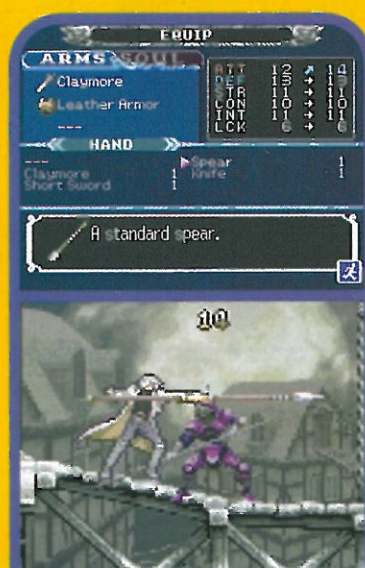 EQUIP
ARMS SOUL
ATT 12 ↗ 14
DEF 13 → 13
STR 11 → 11
CON 10 → 10
INT 11 → 11
LCK 6 → 6
Claymore
Leather Armor
---
HAND
--- Spear 1
Claymore 1 Knife 1
Short Sword 1
A standard spear.
10